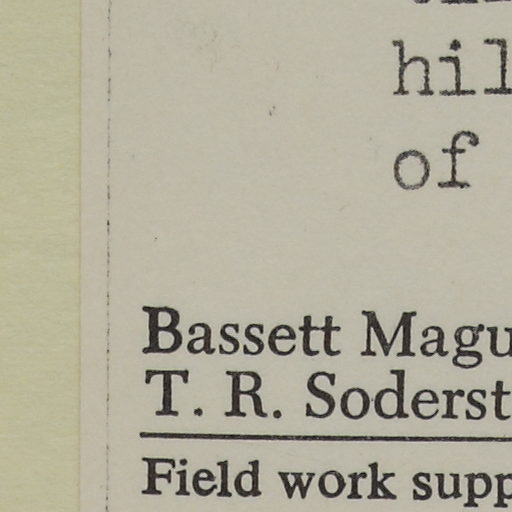 hil
of
Bassett Magu
T. R. Soderst
Field work supp